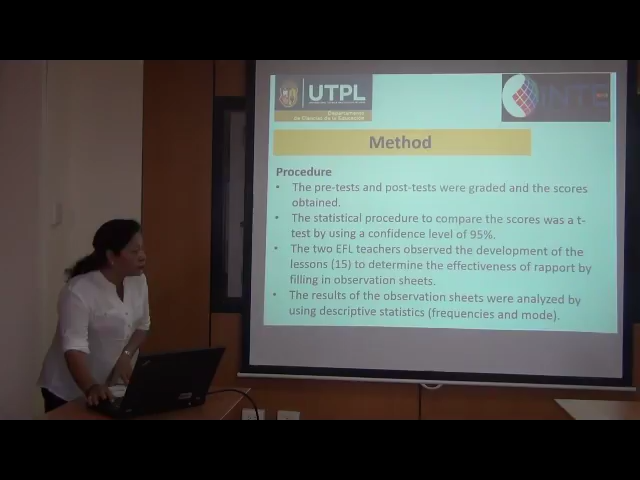 UTPL
Departamento
de Ciencias de la Educación
INTE
Method
Procedure
• The pre-tests and post-tests were graded and the scores
obtained.
• The statistical procedure to compare the scores was a t-
test by using a confidence level of 95%.
• The two EFL teachers observed the development of the
lessons (15) to determine the effectiveness of rapport by
filling in observation sheets.
• The results of the observation sheets were analyzed by
using descriptive statistics (frequencies and mode).